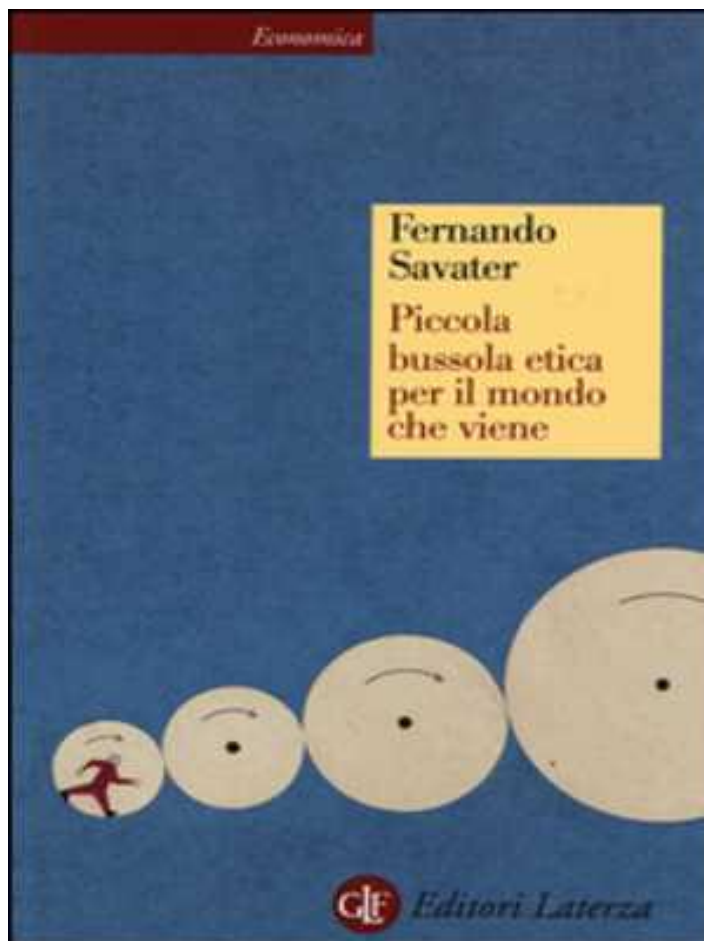 Economica
Fernando
Savater
Piccola
bussola etica
per il mondo
che viene
GLF Editori Laterza